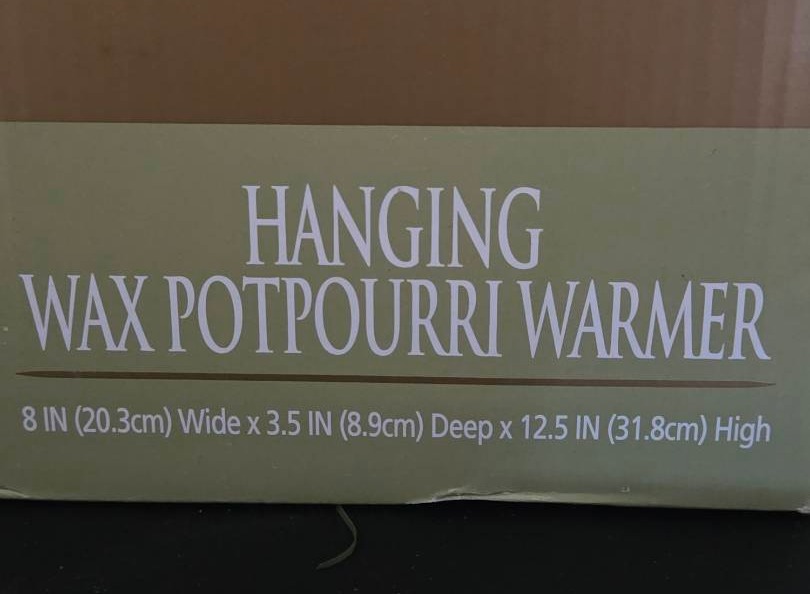 HANGING
WAX POTPOURRI WARMER
8 IN (20.3cm) Wide x 3.5 IN (8.9cm) Deep x 12.5 IN (31.8cm) High